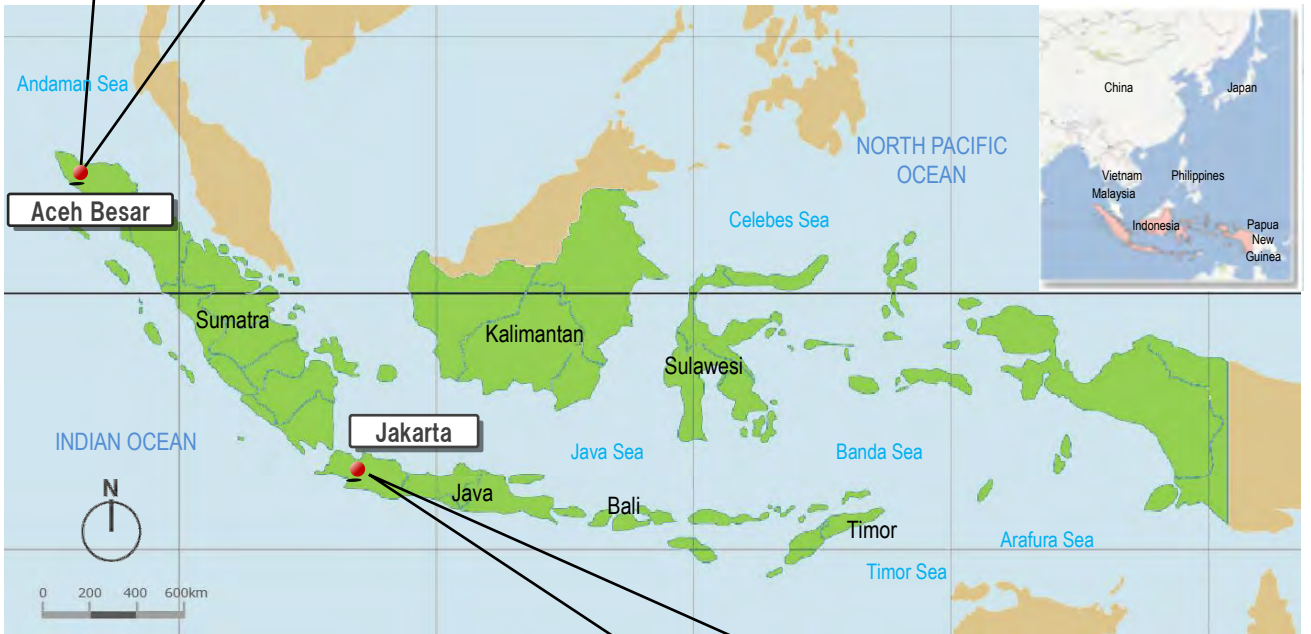 Andaman Sea
Aceh Besar
Sumatra
INDIAN OCEAN
Jakarta
Java
Kalimantan
Sulawesi
Celebes Sea
NORTH PACIFIC
OCEAN
Java Sea
Banda Sea
Bali
Timor
Timor Sea
Arafura Sea
N
0 200 400 600km
China
Japan
Vietnam
Philippines
Malaysia
Indonesia
Papua
New
Guinea